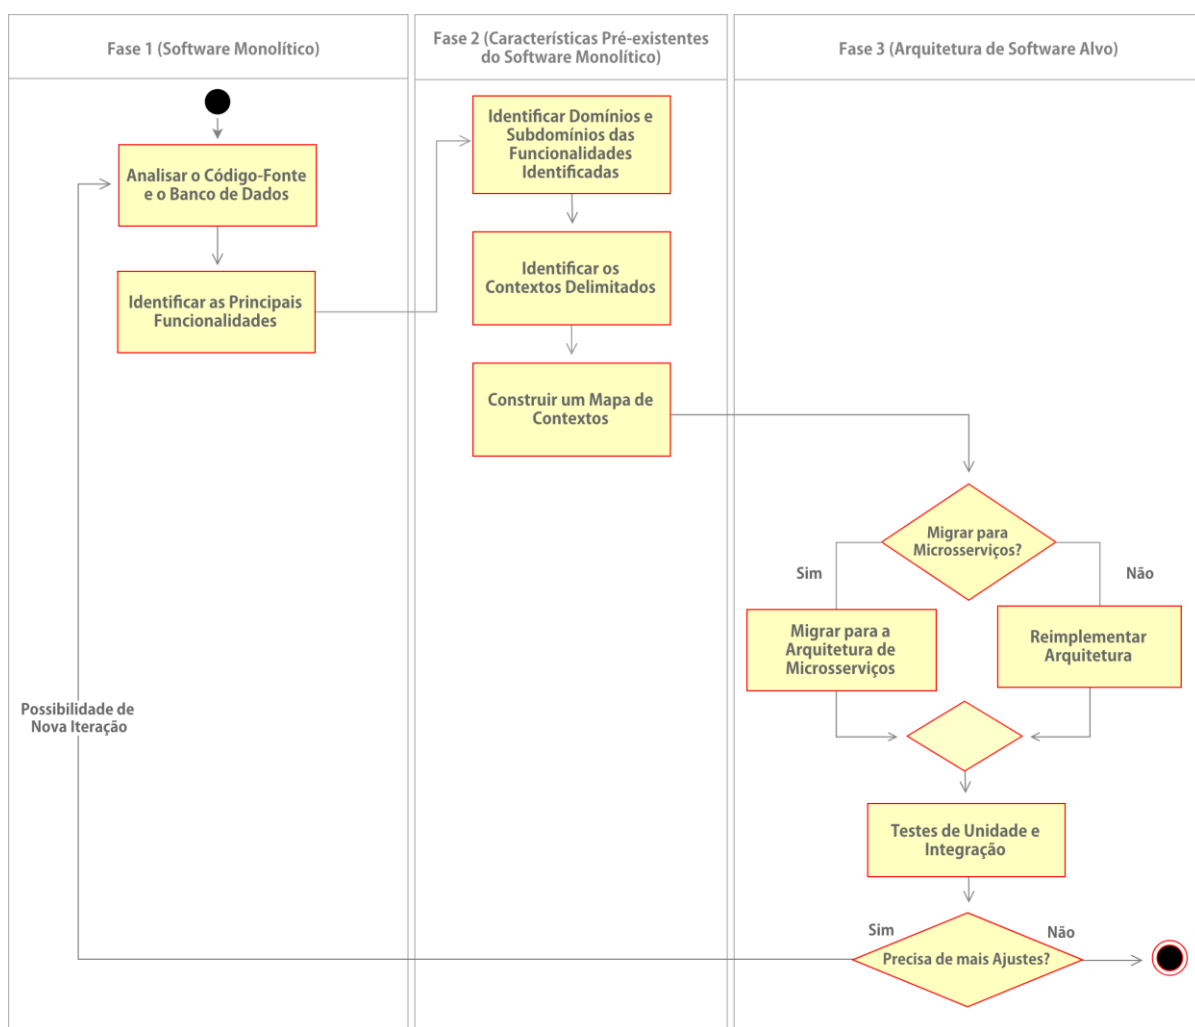 Fase 1 (Software Monolítico)
Fase 2 (Características Pré-existentes
do Software Monolítico)
Fase 3 (Arquitetura de Software Alvo)
Analisar o Código-Fonte
e o Banco de Dados
Identificar as Principais
Funcionalidades
Identificar Domínios e
Subdomínios das
Funcionalidades
Identificadas
Identificar os
Contextos Delimitados
Construir um Mapa de
Contextos
Migrar para
Microsserviços?
Sim
Não
Migrar para a
Arquitetura de
Microsserviços
Reimplementar
Arquitetura
Testes de Unidade e
Integração
Precisa de mais Ajustes?
Sim
Não
Possibilidade de
Nova Iteração